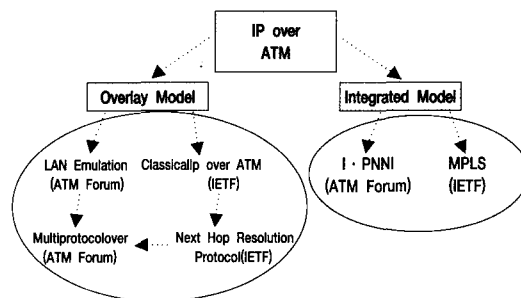 IP over
ATM
Overlay Model
Integrated Model
LAN Emulation
(ATM Forum)
Classicallp over ATM
(IETF)
I · PNNI
(ATM Forum)
MPLS
(IETF)
Multiprotocolover
(ATM Forum)
Next Hop Resolution
Protocol(IETF)